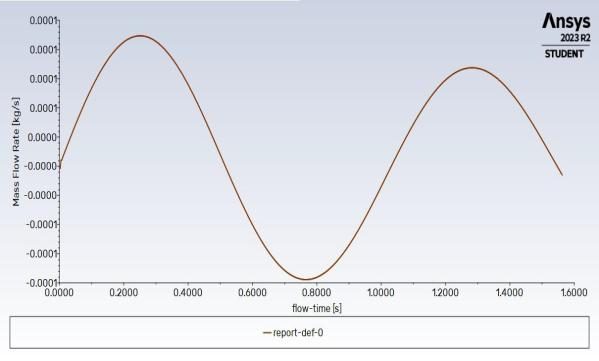 Ansys
2023 R2
STUDENT
0.0001
0.0001
0.0001
0.0001
0.0000
-0.0000
-0.0000
-0.0001
-0.0001
-0.0001
Mass Flow Rate [kg/s]
0.0000 0.2000 0.4000 0.6000 0.8000 1.0000 1.2000 1.4000 1.6000
flow-time [s]
report-def-0